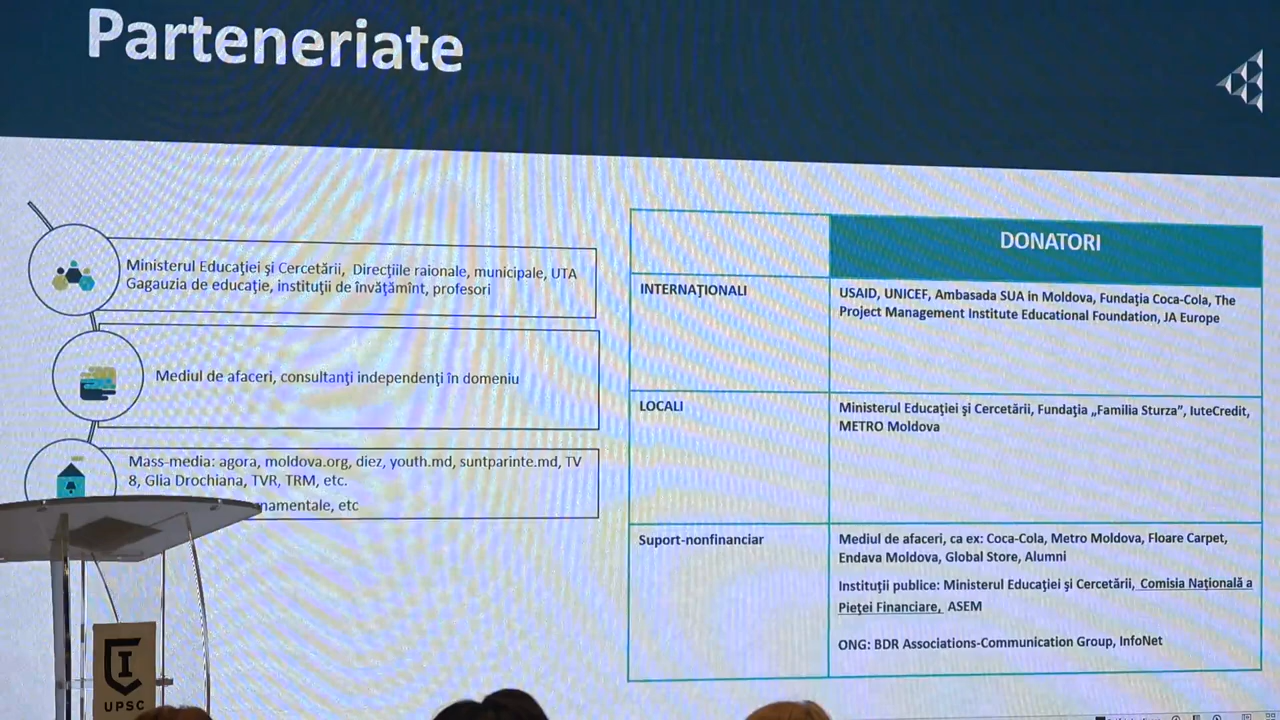 Parteneriate
Ministerul Educaţiei şi Cercetării, Direcţiile raionale, municipale, UTA
Gagauzia de educaţie, instituţii de învăţămînt, profesori
Mediul de afaceri, consultanţi independenţi în domeniu
Mass-media: agora, moldova.org, diez, youth.md, suntparinte.md, TV
8, Glia Drochiana, TVR, TRM, etc.
namentale, etc
DONATORI
INTERNAŢIONALI
USAID, UNICEF, Ambasada SUA in Moldova, Fundaţia Coca-Cola, The
Project Management Institute Educational Foundation, JA Europe
LOCALI
Ministerul Educaţiei şi Cercetării, Fundaţia „Familia Sturza”, IuteCredit,
METRO Moldova
Suport-nonfinanciar
Mediul de afaceri, ca ex: Coca-Cola, Metro Moldova, Floare Carpet,
Endava Moldova, Global Store, Alumni
Instituţii publice: Ministerul Educaţiei şi Cercetării, Comisia Naţională a
Pieţei Financiare, ASEM
ONG: BDR Associations-Communication Group, InfoNet
UPSC